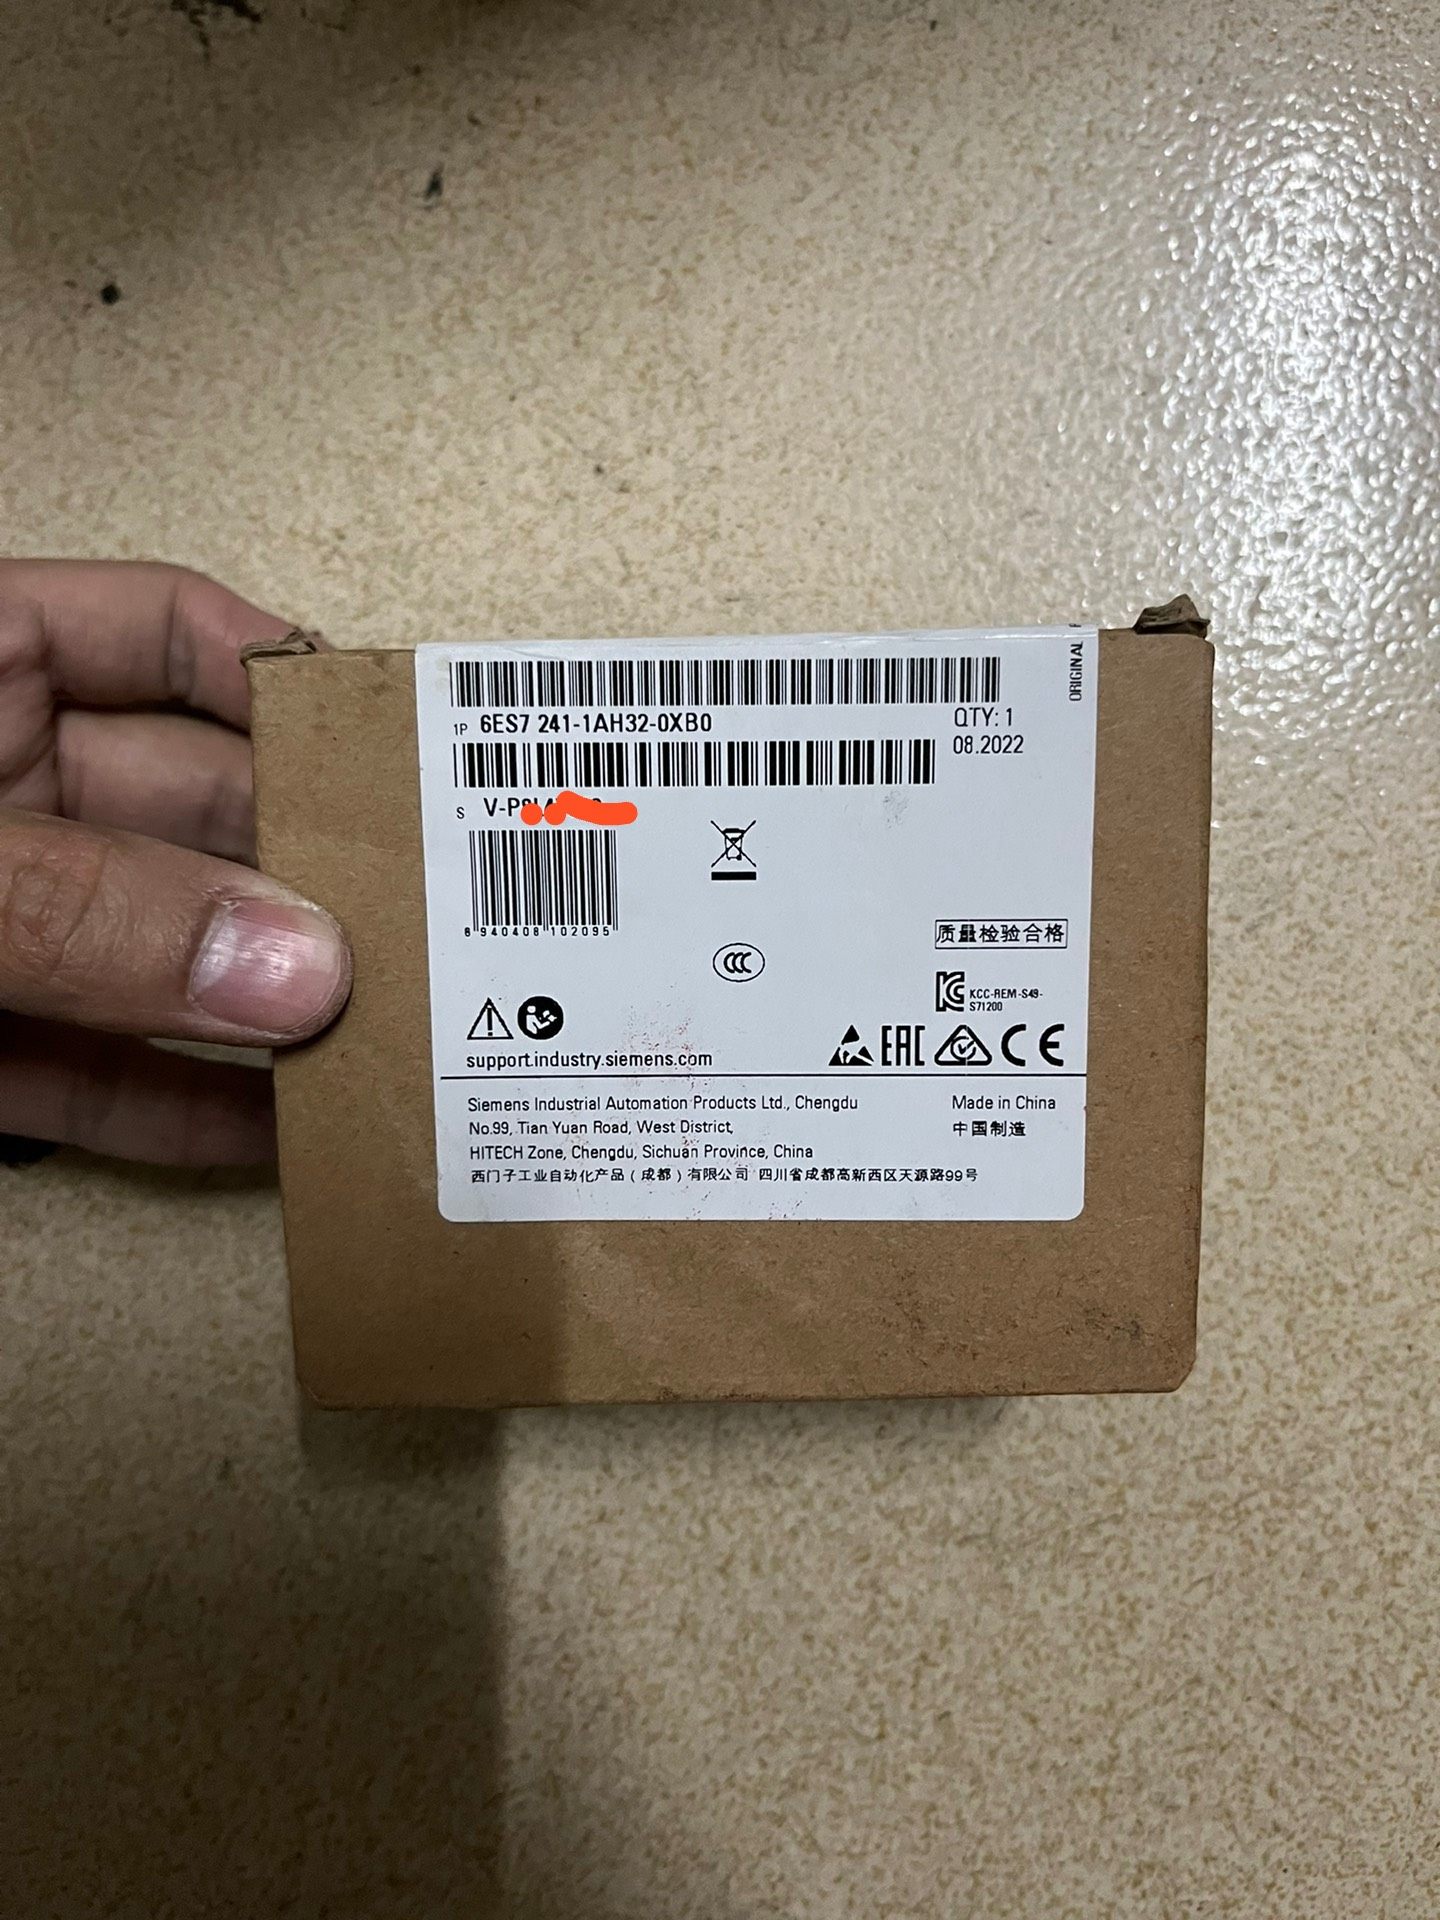 ORIGINAL
1P 6ES7 241-1AH32-0XB0
QTY: 1
08.2022
S V-P
6 940408 102095
质量检验合格
CCC
KCC-REM-S49-
S71200
support.industry.siemens.com
EAC
CE
Siemens Industrial Automation Products Ltd., Chengdu
No.99, Tian Yuan Road, West District,
HITECH Zone, Chengdu, Sichuan Province, China
西门子工业自动化产品（成都）有限公司 四川省成都高新西区天源路99号
Made in China
中国制造